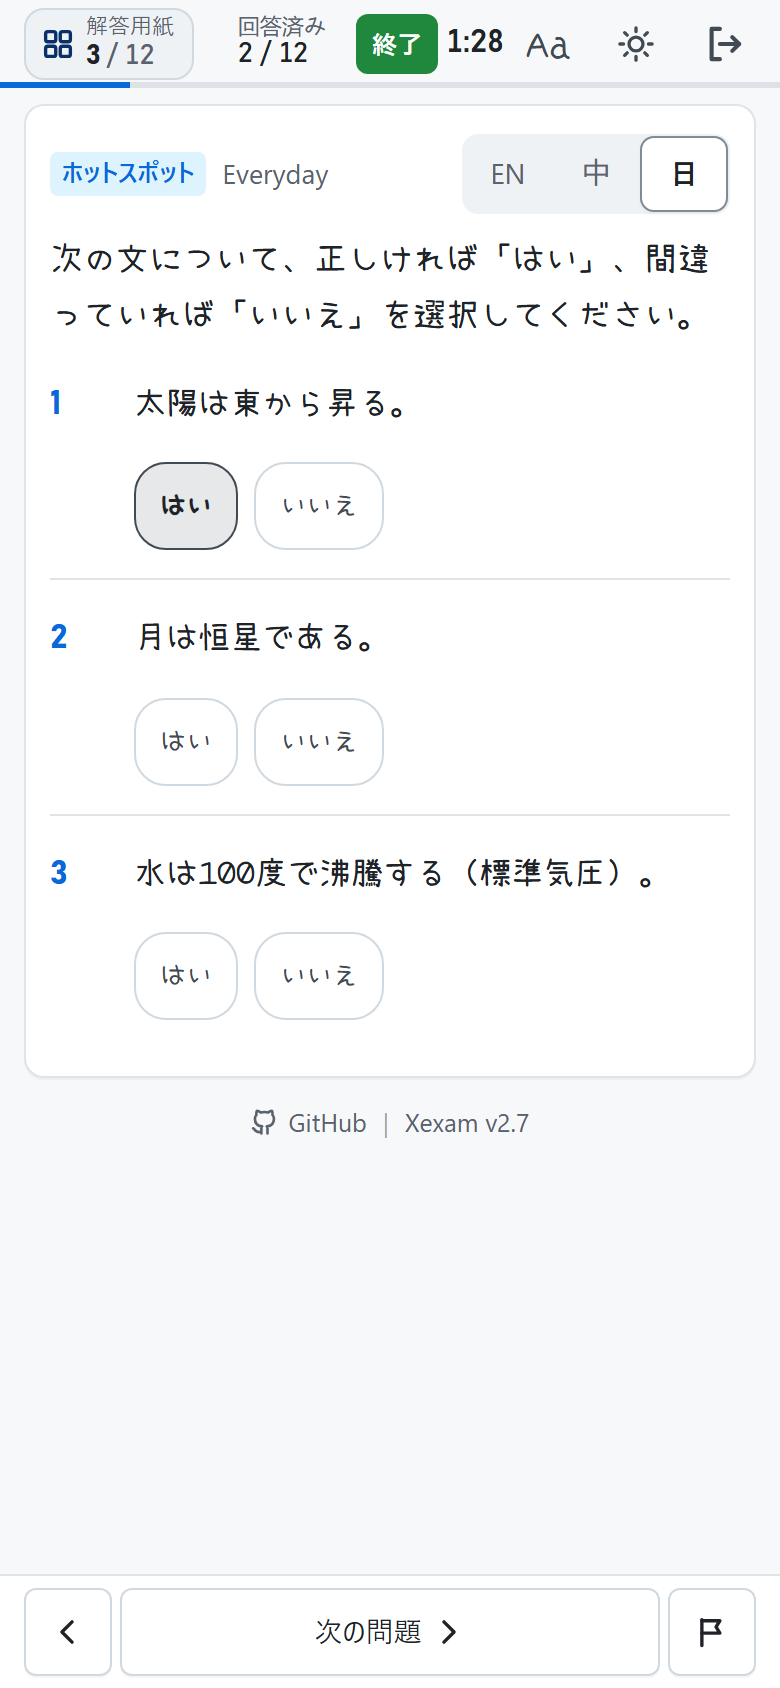 解答用紙
3 / 12
回答済み
2 / 12
終了
1:28
Aa
ホットスポット
Everyday
EN
中
日
次の文について、正しければ「はい」、間違
っていれば「いいえ」を選択してください。
1 太陽は東から昇る。
はい いいえ
2 月は恒星である。
はい いいえ
3 水は100度で沸騰する（標準気圧）。
はい いいえ
GitHub | Xexam v2.7
次の問題